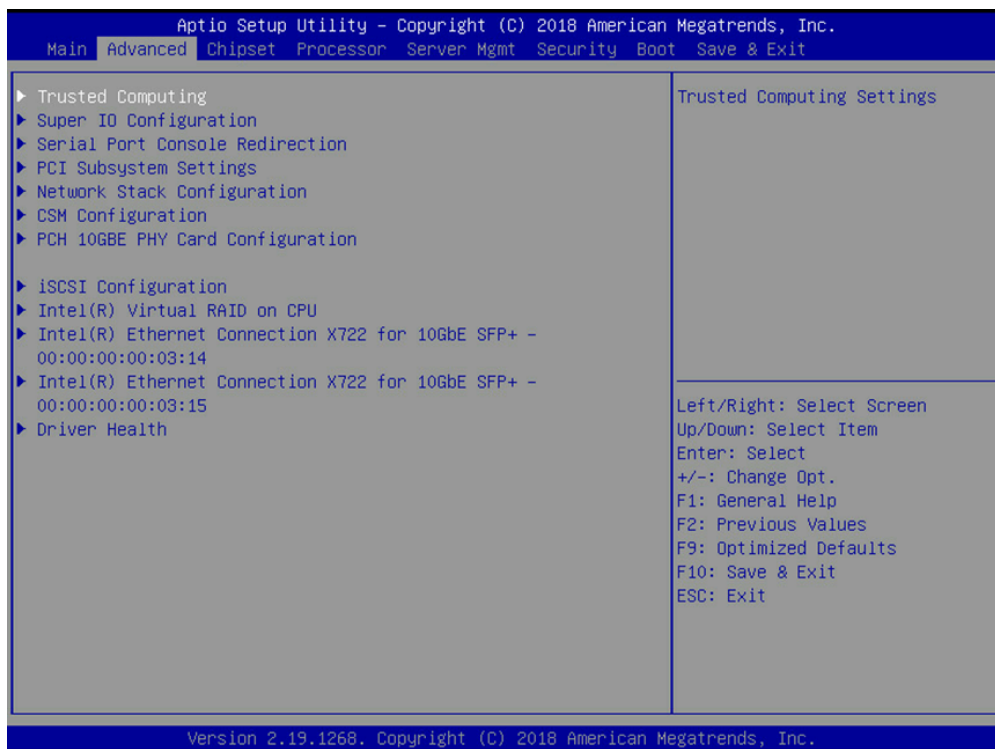 Aptio Setup Utility – Copyright (C) 2018 American Megatrends, Inc.
Main Advanced Chipset Processor Server Mgmt Security Boot Save & Exit
Trusted Computing
Super IO Configuration
Serial Port Console Redirection
PCI Subsystem Settings
Network Stack Configuration
CSM Configuration
PCH 10GBE PHY Card Configuration
iSCSI Configuration
Intel(R) Virtual RAID on CPU
Intel(R) Ethernet Connection X722 for 10GbE SFP+ –
00:00:00:00:03:14
Intel(R) Ethernet Connection X722 for 10GbE SFP+ –
00:00:00:00:03:15
Driver Health
Trusted Computing Settings
Left/Right: Select Screen
Up/Down: Select Item
Enter: Select
+/-: Change Opt.
F1: General Help
F2: Previous Values
F9: Optimized Defaults
F10: Save & Exit
ESC: Exit
Version 2.19.1268. Copyright (C) 2018 American Megatrends, Inc.